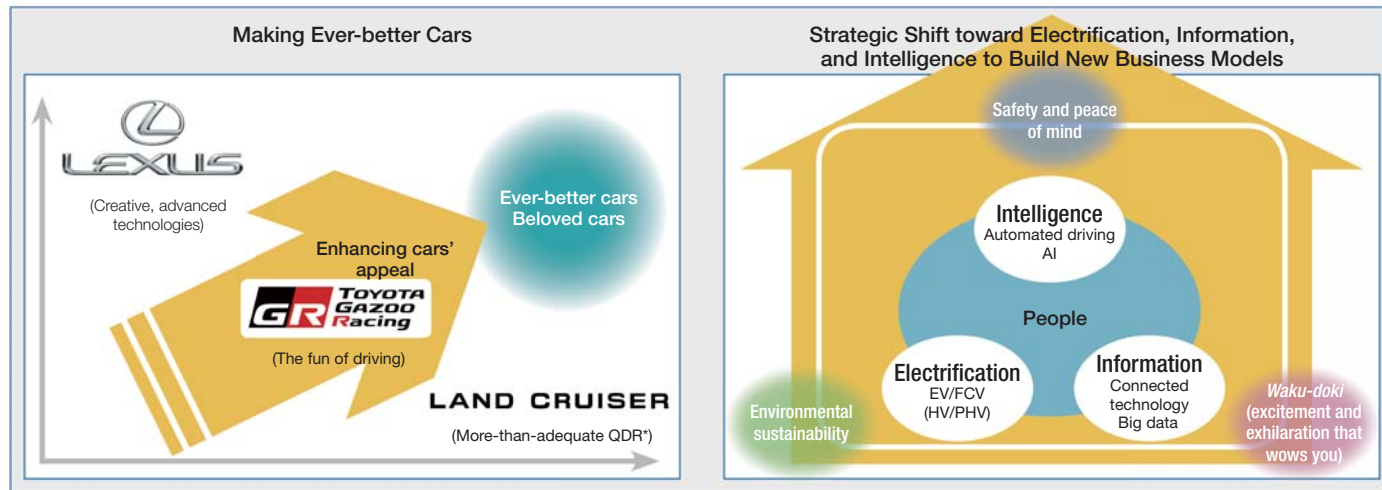 Making Ever-better Cars
LEXUS
(Creative, advanced
technologies)
Ever-better cars
Beloved cars
Enhancing cars’
appeal
GR TOYOTA
GAZOO
Racing
(The fun of driving)
LAND CRUISER
(More-than-adequate QDR*)
Strategic Shift toward Electrification, Information,
and Intelligence to Build New Business Models
Safety and peace
of mind
Intelligence
Automated driving
AI
People
Electrification
EV/FCV
(HV/PHV)
Information
Connected
technology
Big data
Environmental
sustainability
Waku-doki
(excitement and
exhilaration that
wows you)